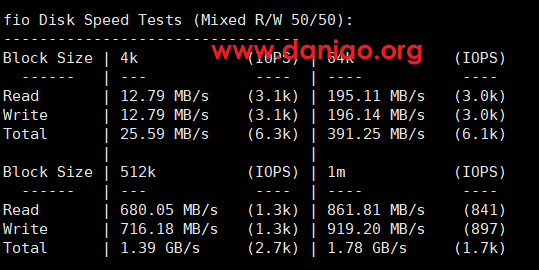 fio Disk Speed Tests (Mixed R/W 50/50):
---------------------------------
www.daniao.org
Block Size | 4k (IOPS) | 64k (IOPS)
------ | --- ---- | ---- ----
Read | 12.79 MB/s (3.1k) | 195.11 MB/s (3.0k)
Write | 12.79 MB/s (3.1k) | 196.14 MB/s (3.0k)
Total | 25.59 MB/s (6.3k) | 391.25 MB/s (6.1k)
| |
Block Size | 512k (IOPS) | 1m (IOPS)
------ | --- ---- | --- ----
Read | 680.05 MB/s (1.3k) | 861.81 MB/s (841)
Write | 716.18 MB/s (1.3k) | 919.20 MB/s (897)
Total | 1.39 GB/s (2.7k) | 1.78 GB/s (1.7k)